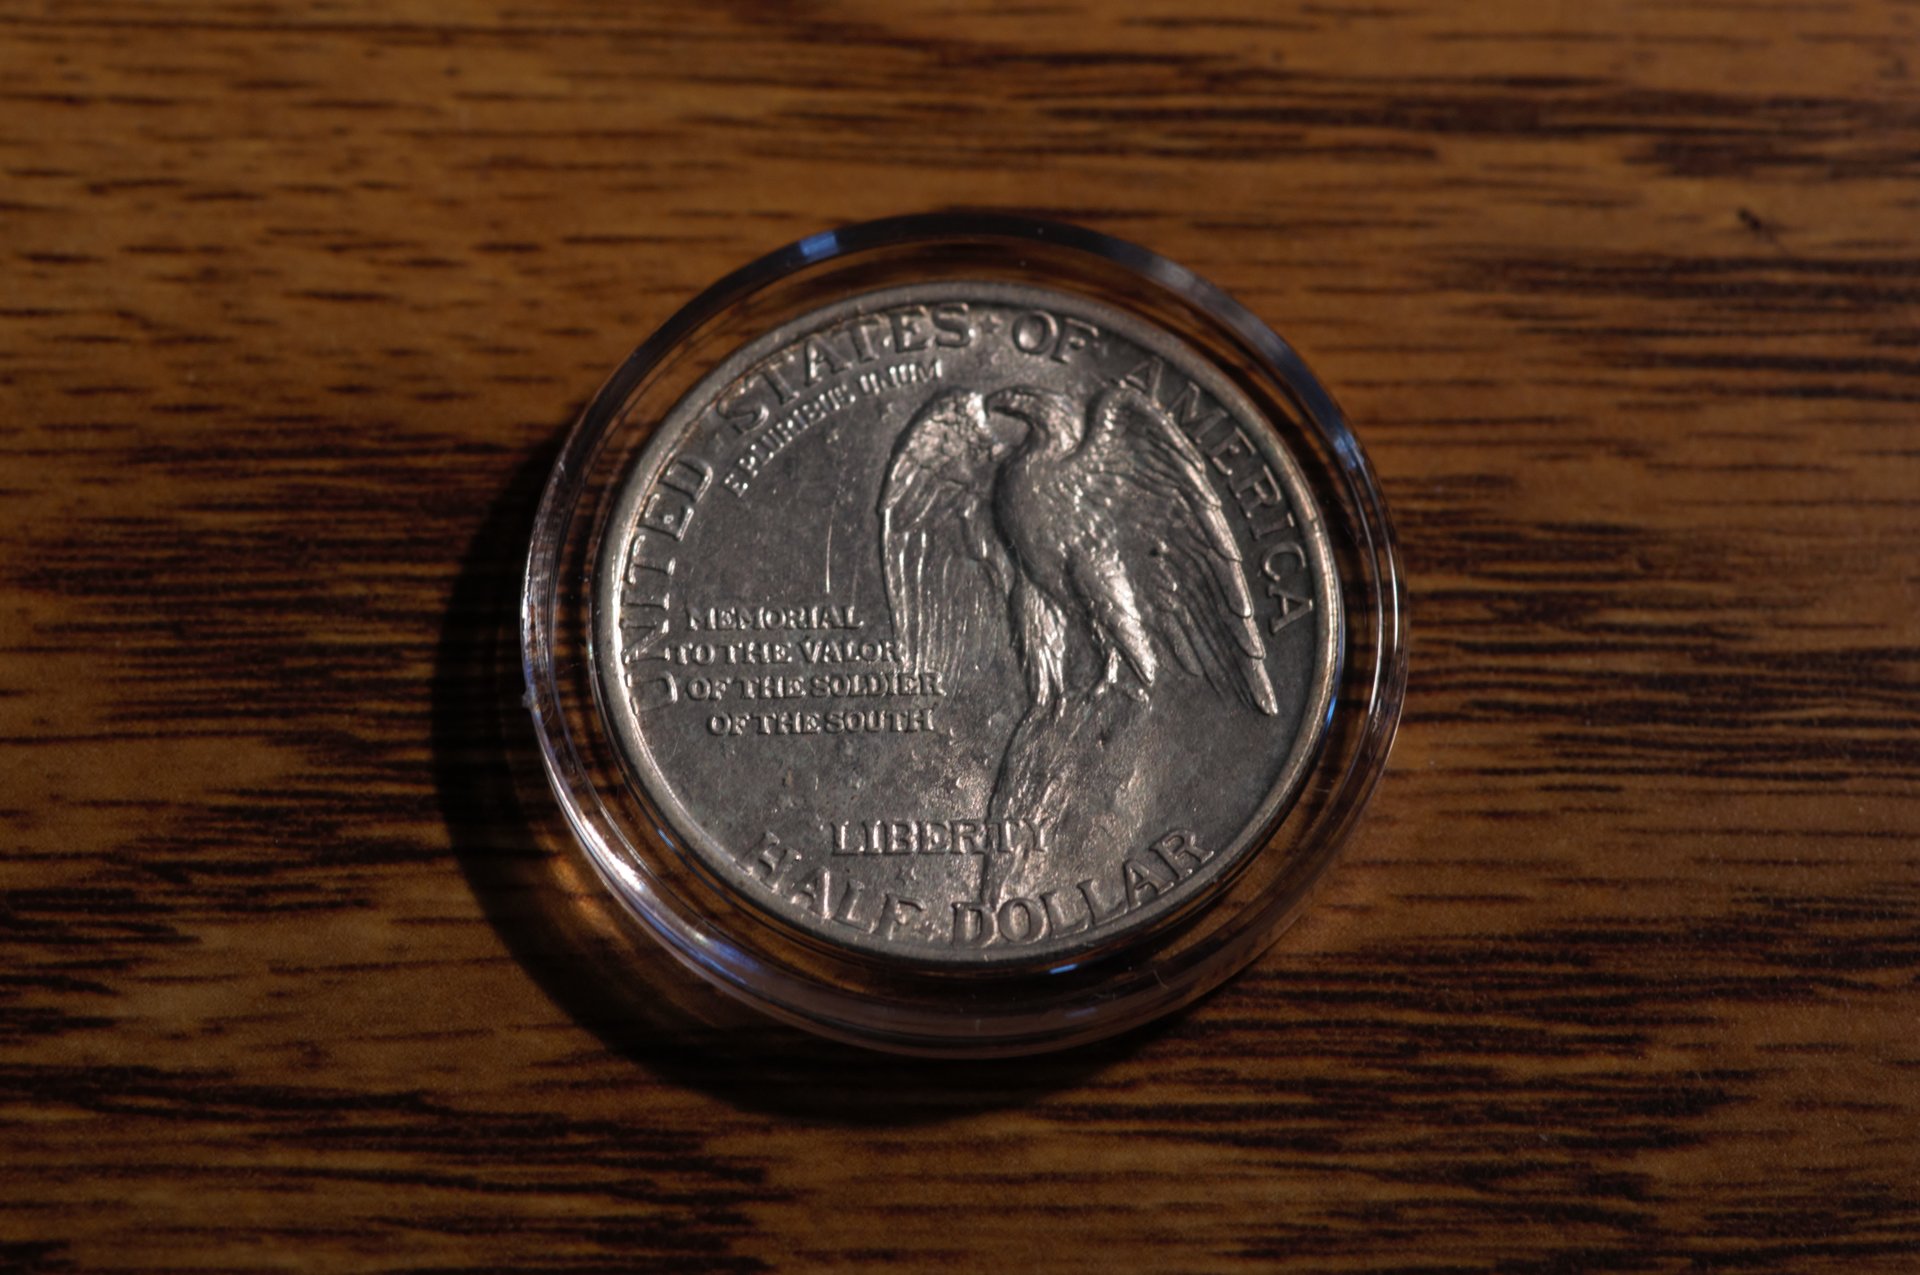 UNITED STATES OF AMERICA
E PLURIBUS UNUM
MEMORIAL
TO THE VALOR
OF THE SOLDIER
OF THE SOUTH
LIBERTY
HALF DOLLAR